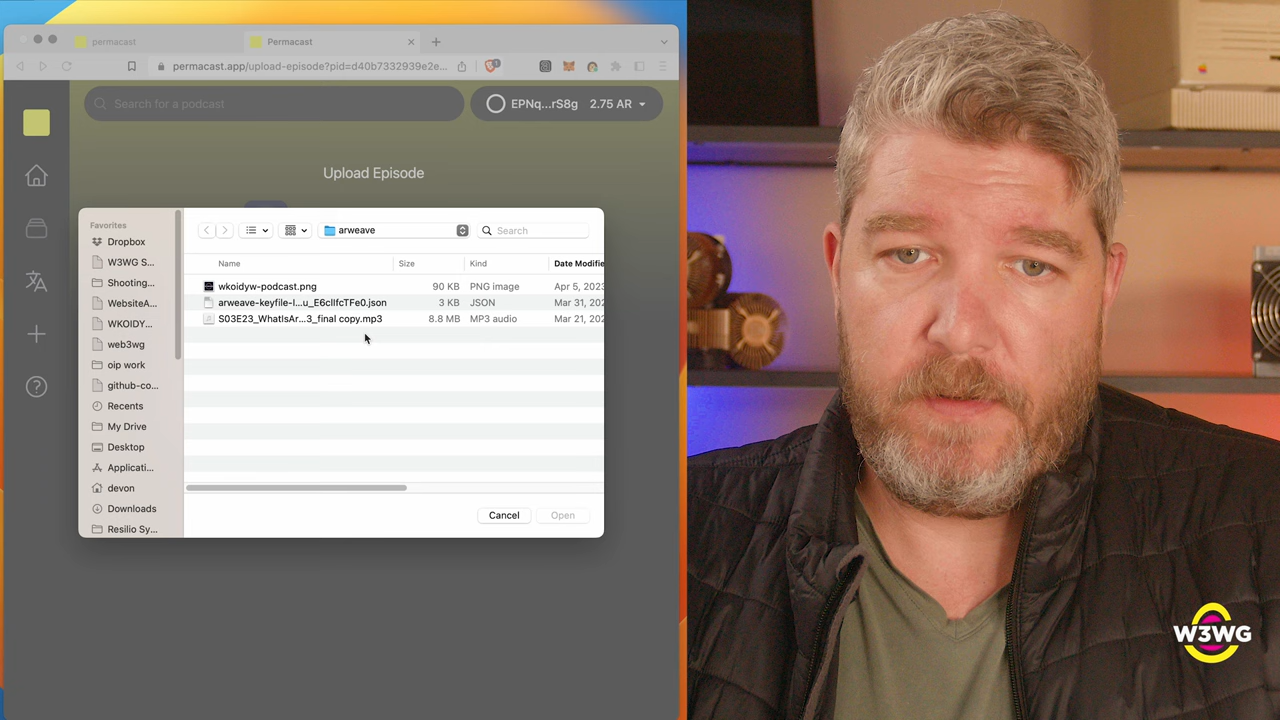 permacast
Permacast
permacast.app/upload-episode?pid=d40b7332939e2e...
1
Search for a podcast
EPNq...rS8g 2.75 AR
Upload Episode
Favorites
Dropbox
W3WG S...
Shooting...
WebsiteA...
WKOIDY...
web3wg
oip work
github-co...
Recents
My Drive
Desktop
Applicati...
devon
Downloads
Resilio Sy...
arweave
Search
Name Size Kind Date Modifie
wkoidyw-podcast.png 90 KB PNG image Apr 5, 2023
arweave-keyfile-I...u_E6cIlfcTFe0.json 3 KB JSON Mar 31, 202
S03E23_WhatIsAr...3_final copy.mp3 8.8 MB MP3 audio Mar 21, 202
Cancel Open
W3WG